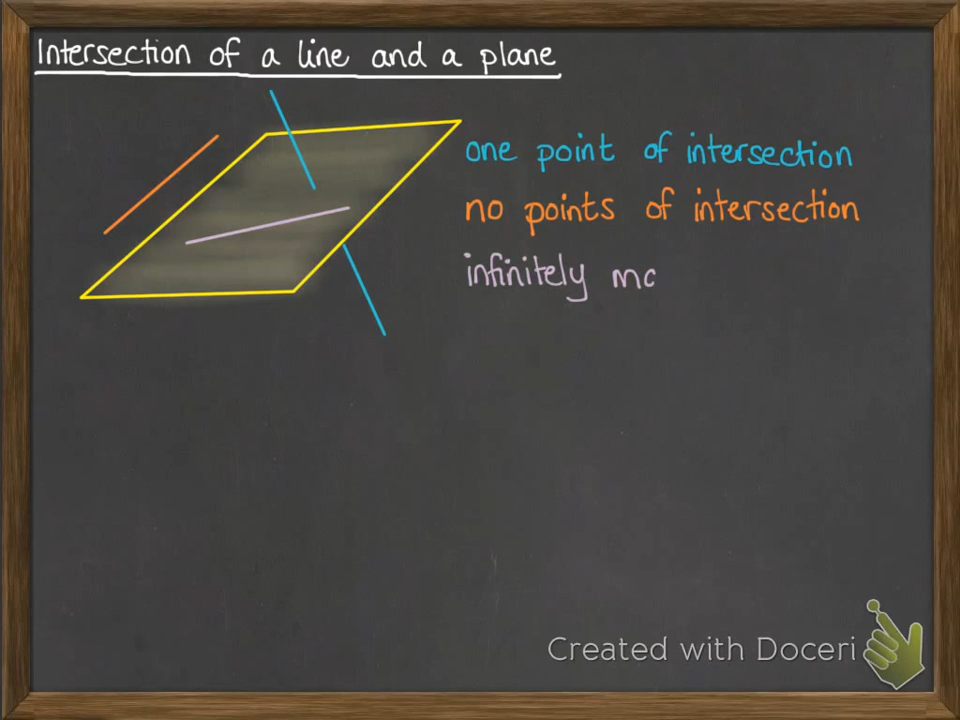 Intersection of a line and a plane
one point of intersection
no points of intersection
infinitely mc
Created with Doceri